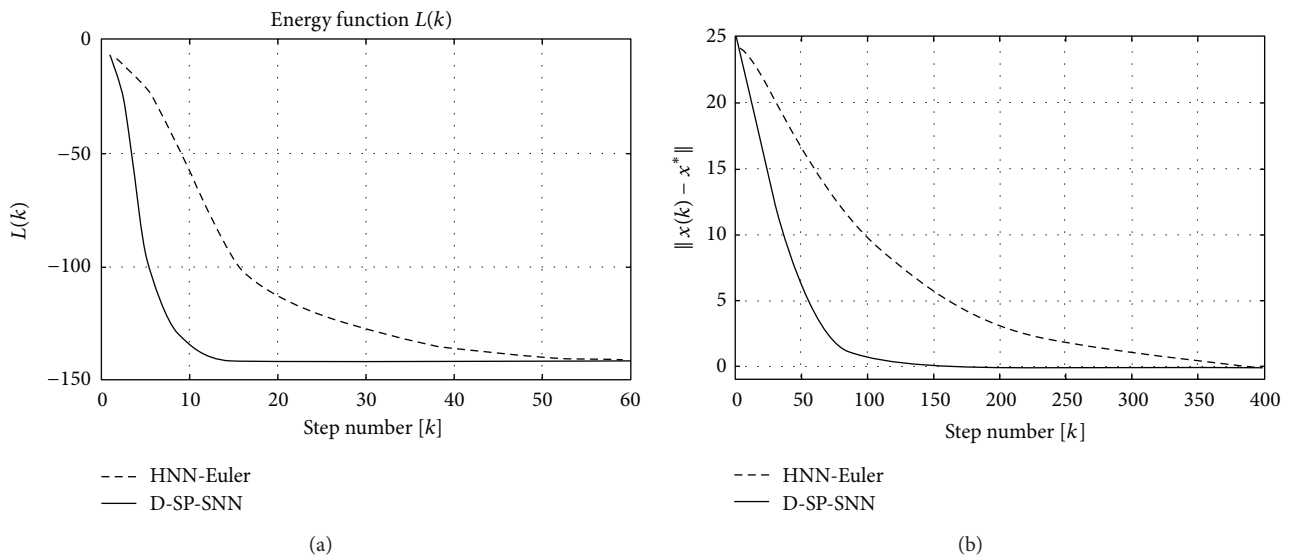 Energy function L(k)
0
−50
−100
−150
L(k)
0 10 20 30 40 50 60
Step number [k]
HNN-Euler
D-SP-SNN
(a)
25
20
15
10
5
0
‖ x(k) − x* ‖
0 50 100 150 200 250 300 350 400
Step number [k]
HNN-Euler
D-SP-SNN
(b)